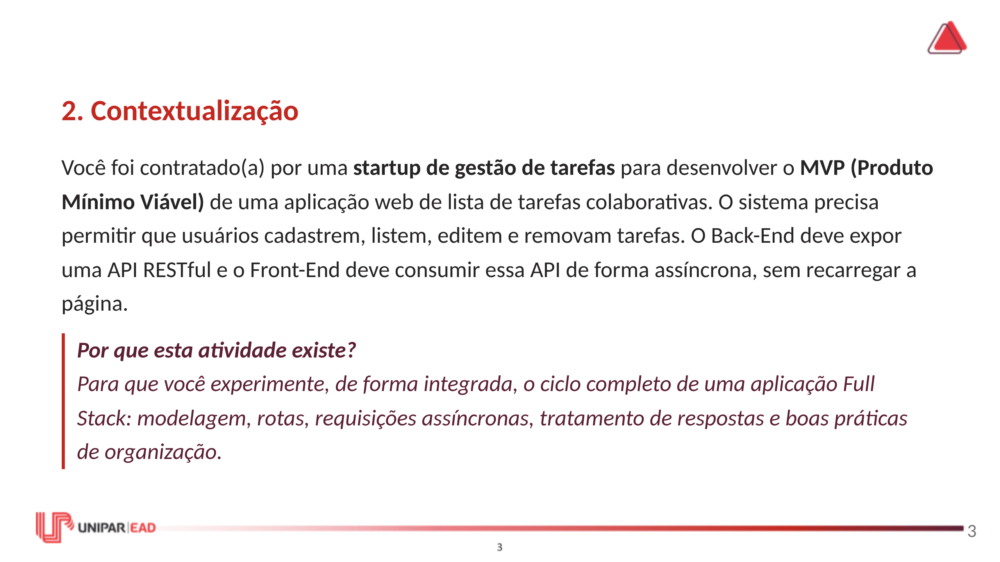 2. Contextualização
Você foi contratado(a) por uma startup de gestão de tarefas para desenvolver o MVP (Produto
Mínimo Viável) de uma aplicação web de lista de tarefas colaborativas. O sistema precisa
permitir que usuários cadastrem, listem, editem e removam tarefas. O Back-End deve expor
uma API RESTful e o Front-End deve consumir essa API de forma assíncrona, sem recarregar a
página.
Por que esta atividade existe?
Para que você experimente, de forma integrada, o ciclo completo de uma aplicação Full
Stack: modelagem, rotas, requisições assíncronas, tratamento de respostas e boas práticas
de organização.
UNIPAR|EAD
3
3